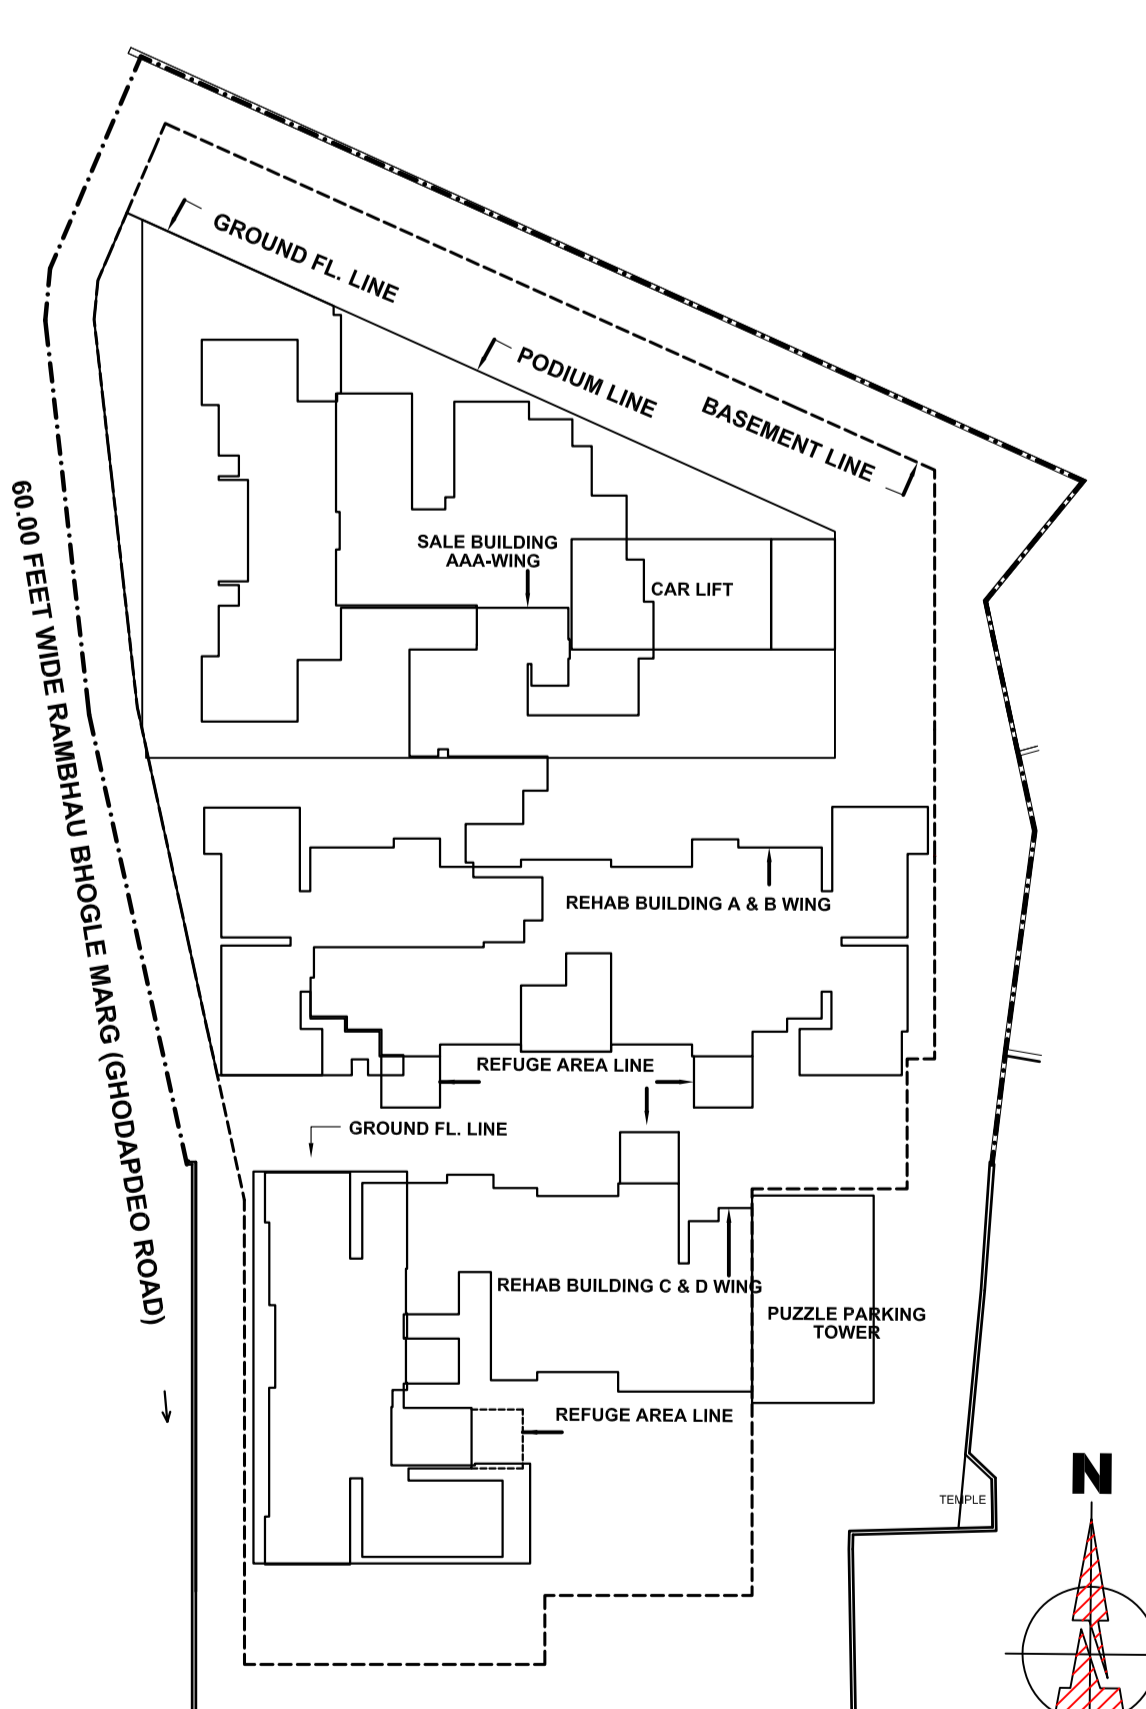 GROUND FL. LINE
PODIUM LINE
BASEMENT LINE
60.00 FEET WIDE RAMBHAU BHOGLE MARG (GHODAPDEO ROAD)
SALE BUILDING
AAA-WING
CAR LIFT
REHAB BUILDING A & B WING
REFUGE AREA LINE
GROUND FL. LINE
REHAB BUILDING C & D WING
PUZZLE PARKING
TOWER
REFUGE AREA LINE
N
TEMPLE